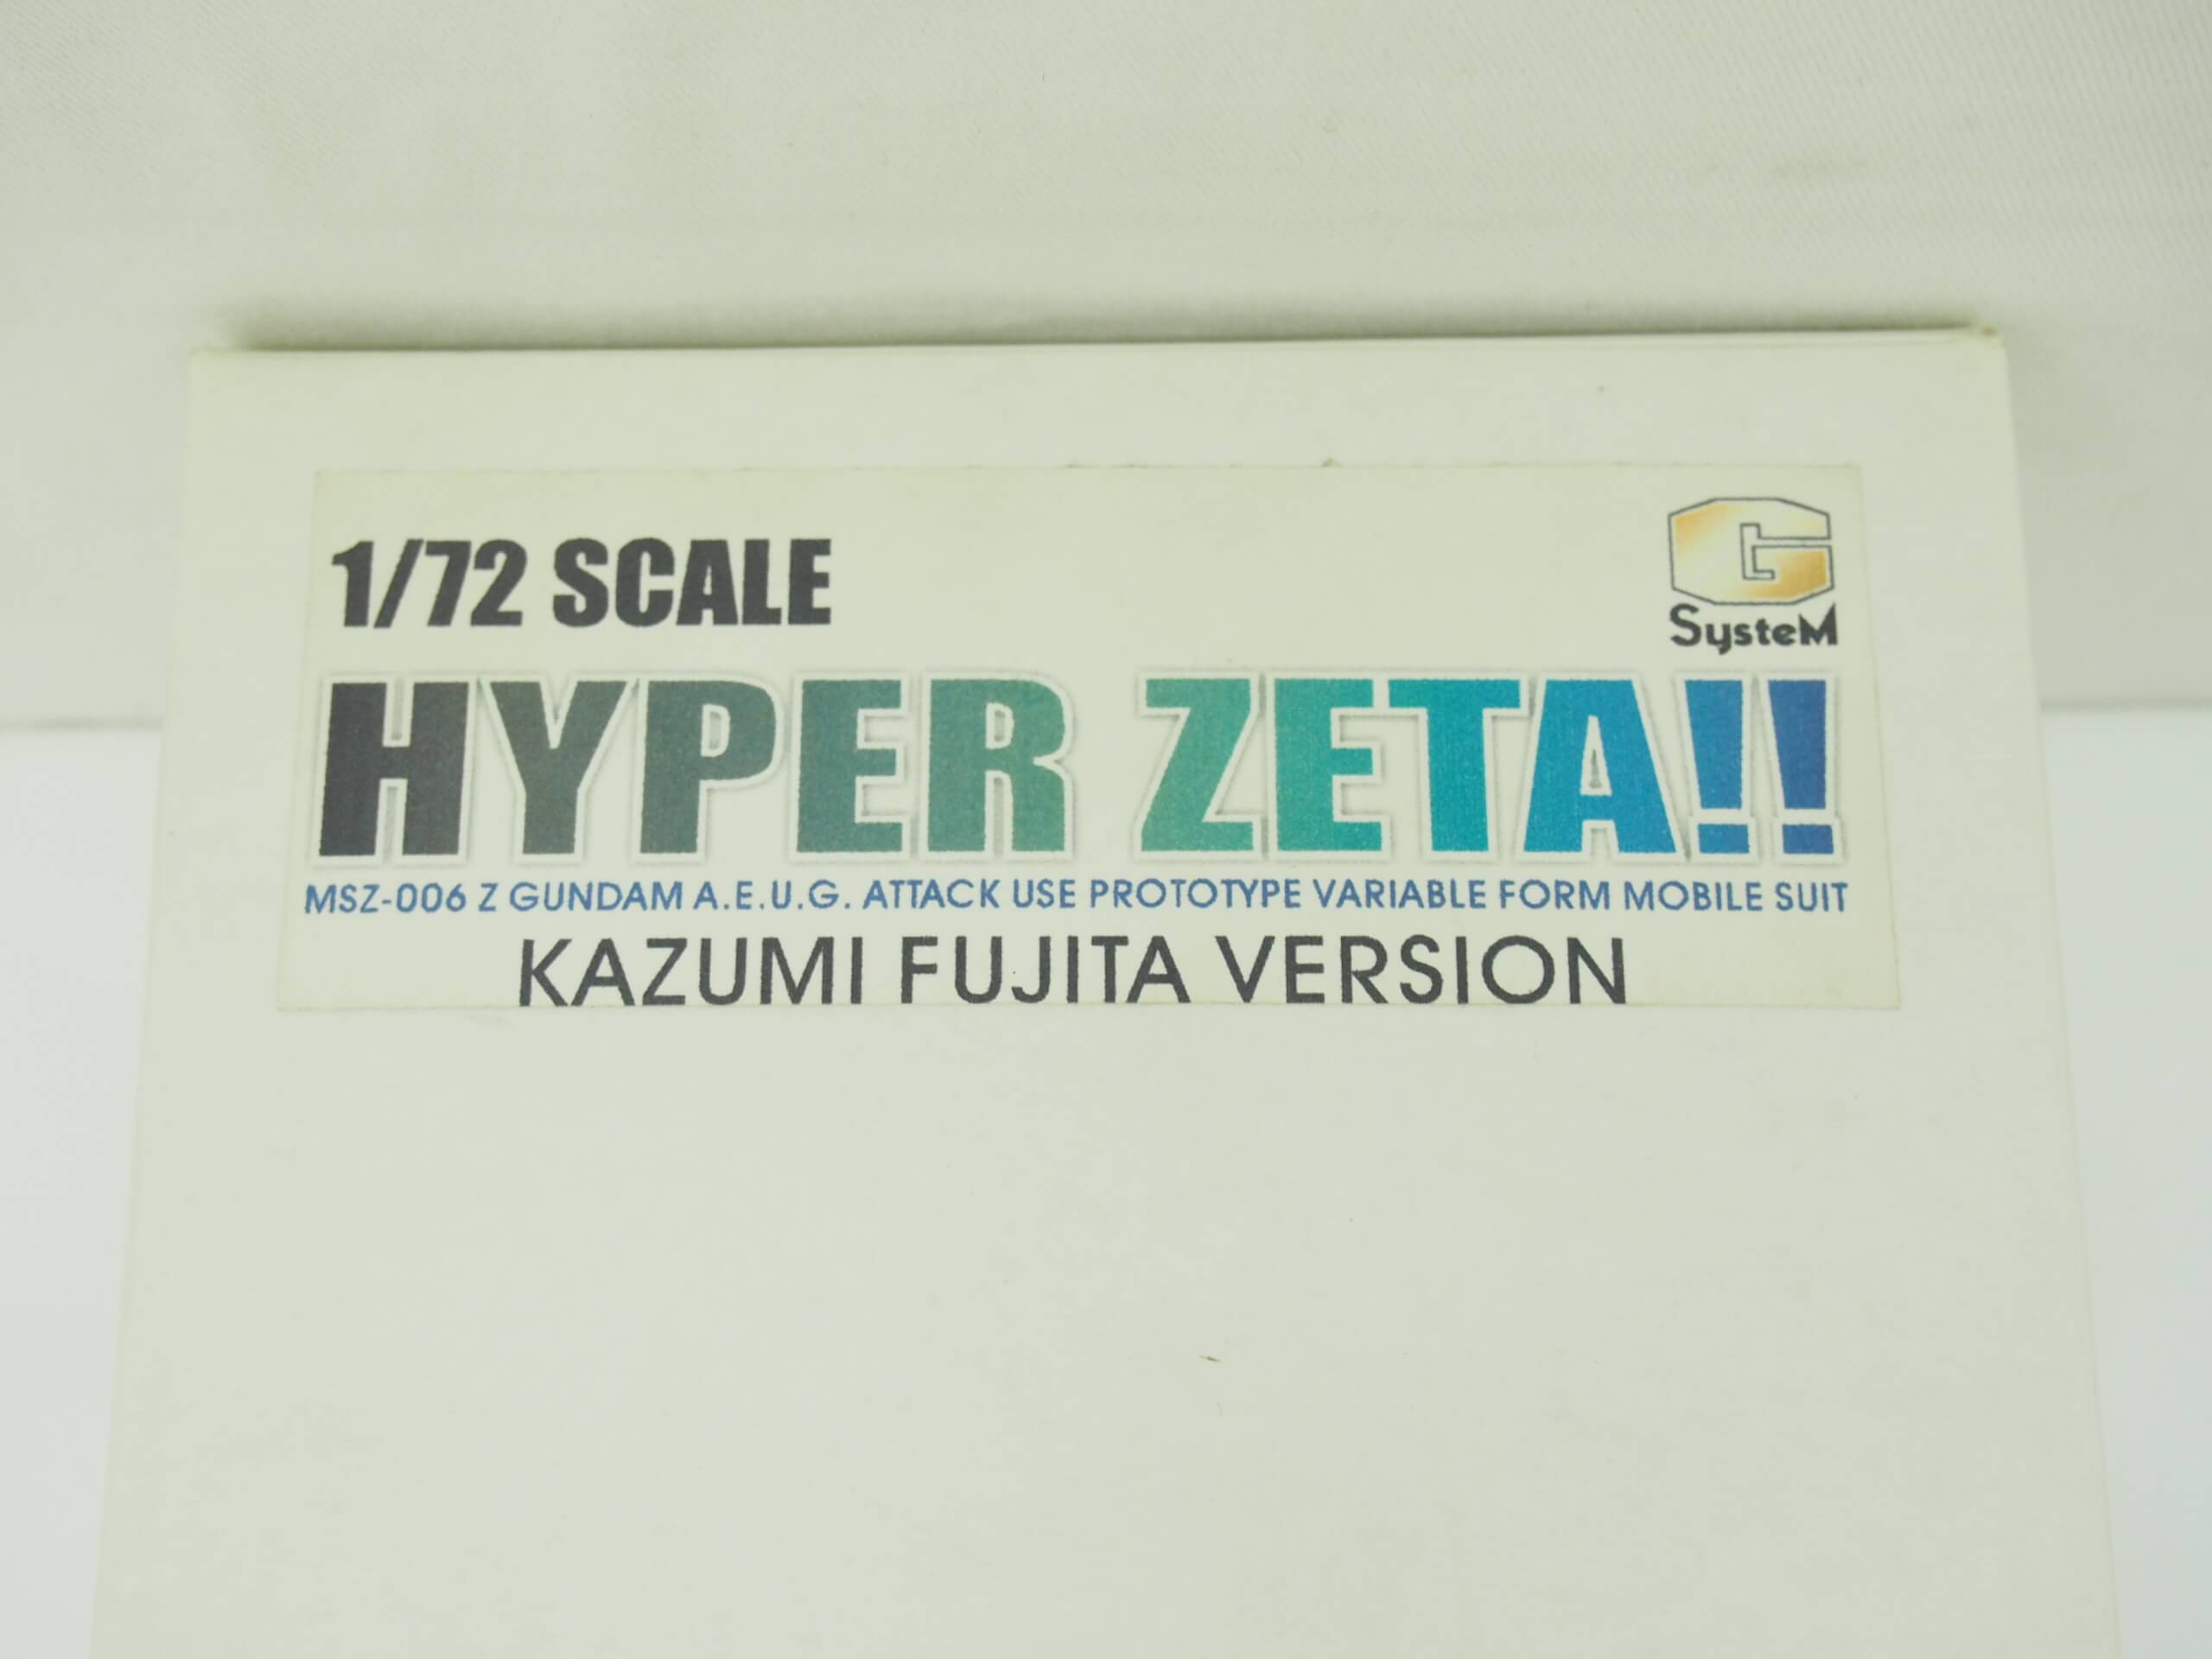 1/72 SCALE
G
SysteM
HYPER ZETA!!
MSZ-006 Z GUNDAM A.E.U.G. ATTACK USE PROTOTYPE VARIABLE FORM MOBILE SUIT
KAZUMI FUJITA VERSION